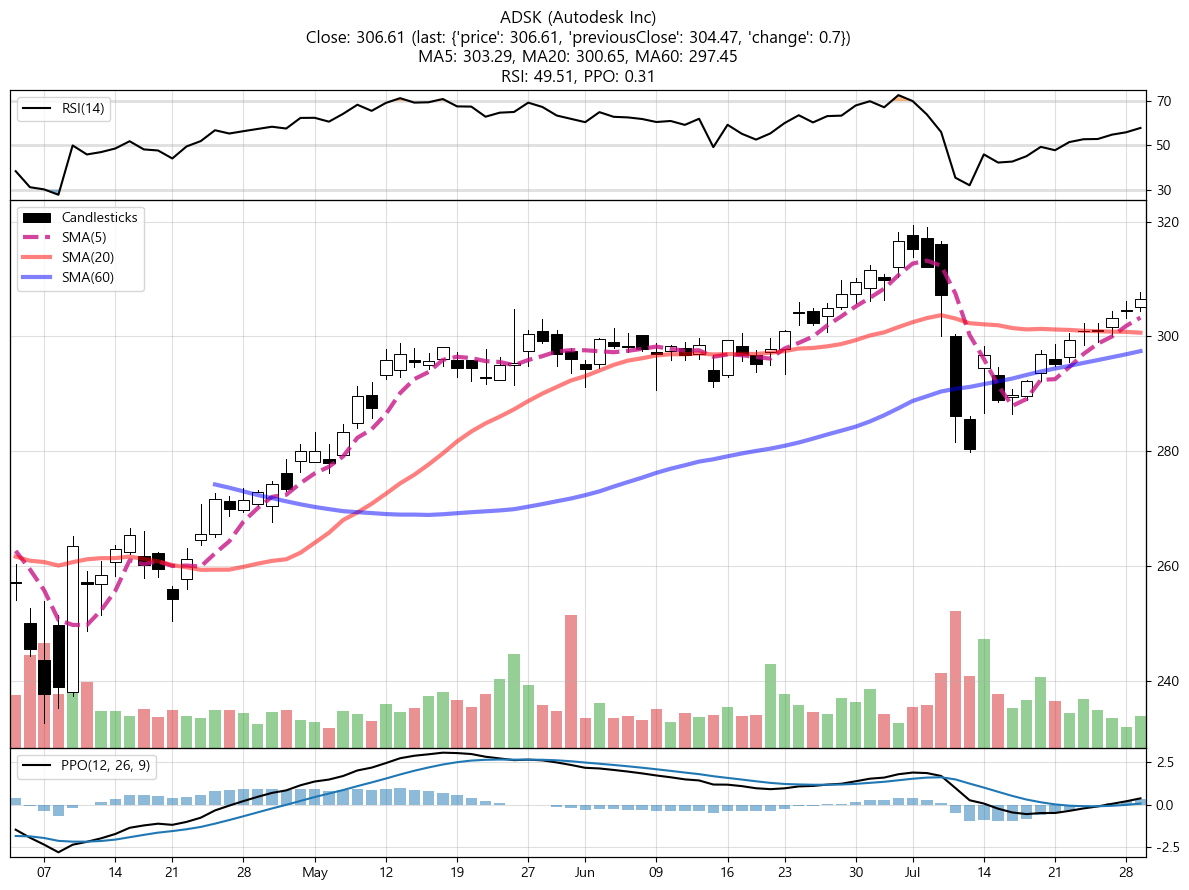 ADSK (Autodesk Inc)
Close: 306.61 (last: {'price': 306.61, 'previousClose': 304.47, 'change': 0.7})
MA5: 303.29, MA20: 300.65, MA60: 297.45
RSI: 49.51, PPO: 0.31
RSI(14)
70
50
30
Candlesticks
SMA(5)
SMA(20)
SMA(60)
320
300
280
260
240
PPO(12, 26, 9)
2.5
0.0
−2.5
07 14 21 28 May 12 19 27 Jun 09 16 23 30 Jul 14 21 28